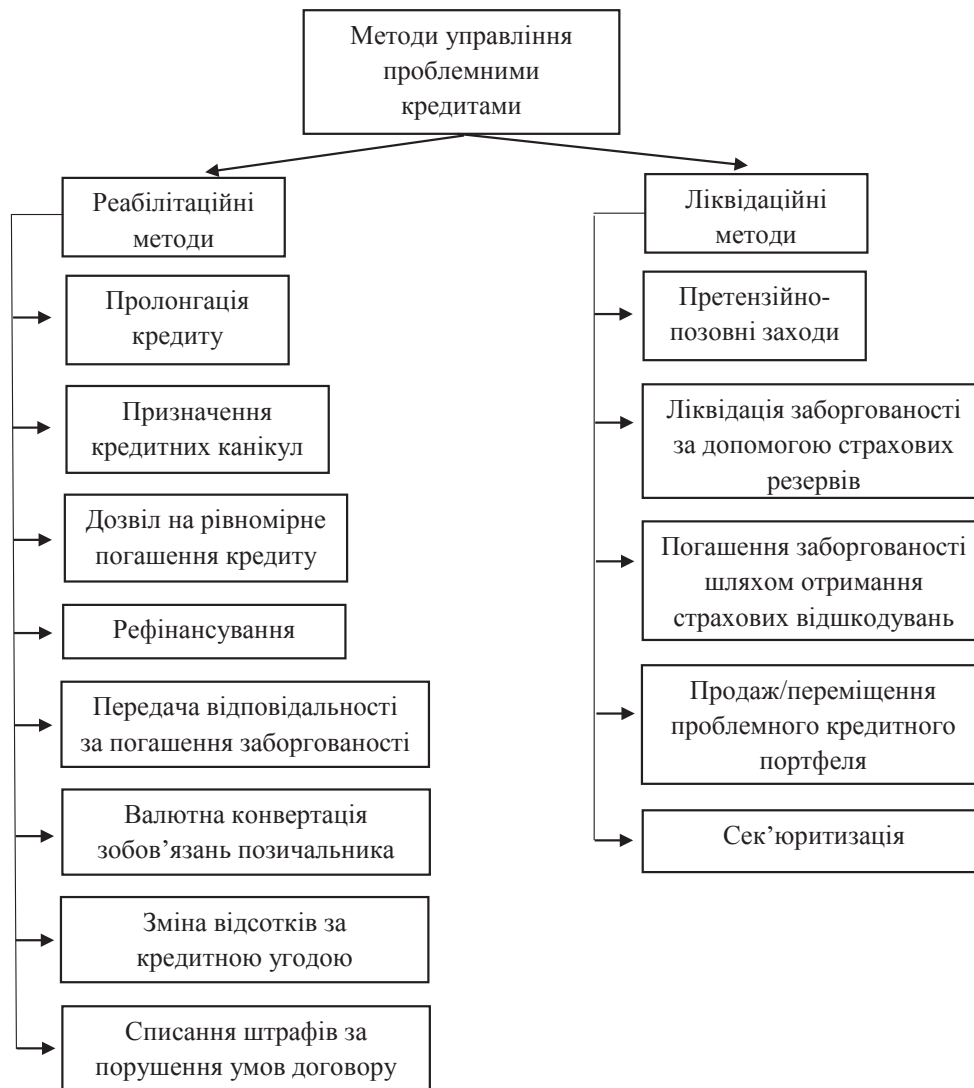 Методи управління
проблемними
кредитами
Реабілітаційні
методи
Пролонгація
кредиту
Призначення
кредитних канікул
Дозвіл на рівномірне
погашення кредиту
Рефінансування
Передача відповідальності
за погашення заборгованості
Валютна конвертація
зобов’язань позичальника
Зміна відсотків за
кредитною угодою
Списання штрафів за
порушення умов договору
Ліквідаційні
методи
Претензійно-
позовні заходи
Ліквідація заборгованості
за допомогою страхових
резервів
Погашення заборгованості
шляхом отримання
страхових відшкодувань
Продаж/переміщення
проблемного кредитного
портфеля
Сек’юритизація